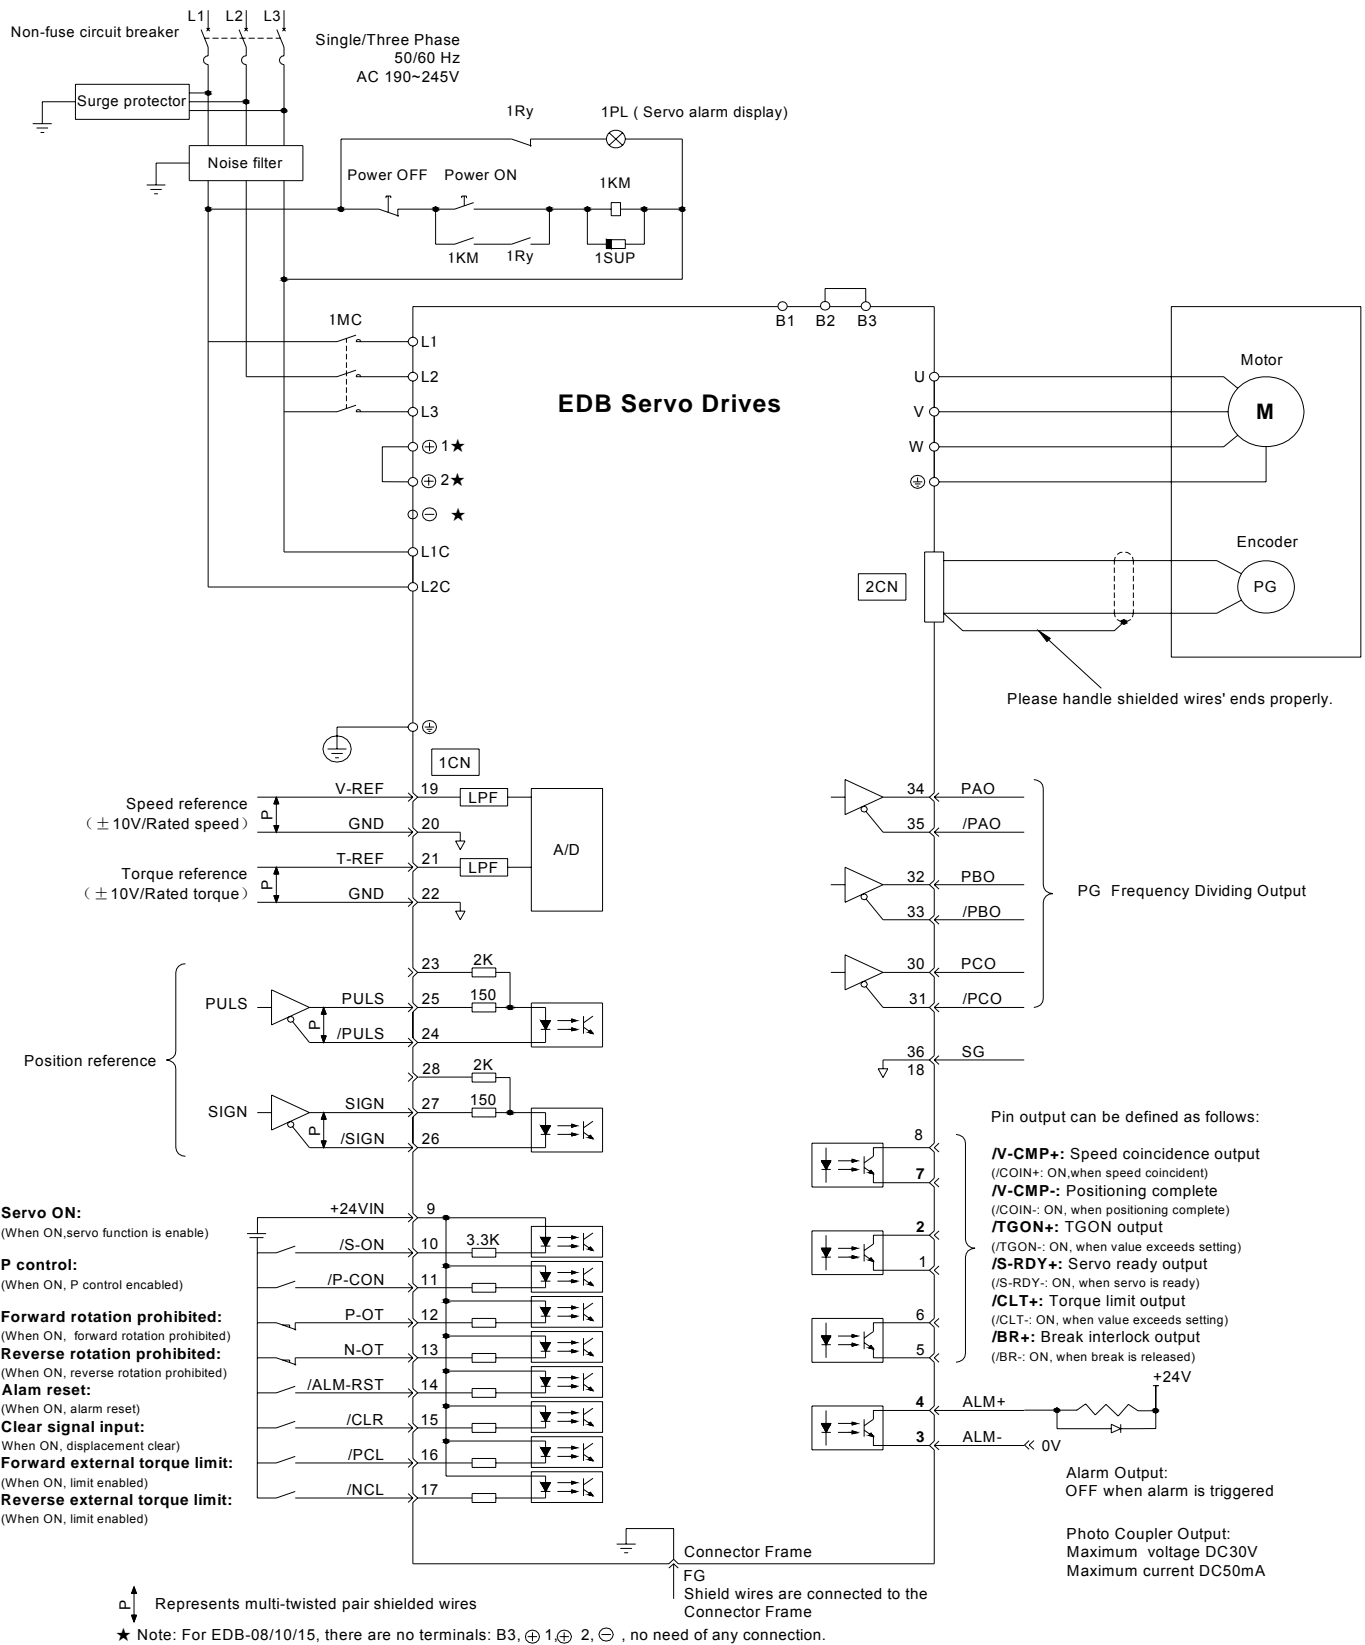 L1 L2 L3
Non-fuse circuit breaker
Single/Three Phase
50/60 Hz
AC 190~245V
Surge protector
1Ry 1PL ( Servo alarm display)
Noise filter
Power OFF Power ON 1KM
1KM 1Ry 1SUP
B1 B2 B3
1MC
L1
L2
L3
1★
2★
★
L1C
L2C
EDB Servo Drives
U
V
W
Motor
M
Encoder
PG
2CN
Please handle shielded wires' ends properly.
1CN
Speed reference
（±10V/Rated speed）
P
V-REF 19 LPF
GND 20
A/D
Torque reference
（±10V/Rated torque）
P
T-REF 21 LPF
GND 22
34 PAO
35 /PAO
32 PBO
33 /PBO
30 PCO
31 /PCO
PG Frequency Dividing Output
36 SG
18
Position reference
23 2K
PULS PULS 25 150
P
/PULS 24
28 2K
SIGN SIGN 27 150
P
/SIGN 26
Servo ON:
(When ON,servo function is enable)
P control:
(When ON, P control encabled)
Forward rotation prohibited:
(When ON, forward rotation prohibited)
Reverse rotation prohibited:
(When ON, reverse rotation prohibited)
Alam reset:
(When ON, alarm reset)
Clear signal input:
When ON, displacement clear)
Forward external torque limit:
(When ON, limit enabled)
Reverse external torque limit:
(When ON, limit enabled)
+24VIN 9
/S-ON 10 3.3K
/P-CON 11
P-OT 12
N-OT 13
/ALM-RST 14
/CLR 15
/PCL 16
/NCL 17
8
7
2
1
6
5
Pin output can be defined as follows:
/V-CMP+: Speed coincidence output
(/COIN+: ON,when speed coincident)
/V-CMP-: Positioning complete
(/COIN-: ON, when positioning complete)
/TGON+: TGON output
(/TGON-: ON, when value exceeds setting)
/S-RDY+: Servo ready output
(/S-RDY-: ON, when servo is ready)
/CLT+: Torque limit output
(/CLT-: ON, when value exceeds setting)
/BR+: Break interlock output
(/BR-: ON, when break is released)
+24V
4 ALM+
3 ALM- 0V
Alarm Output:
OFF when alarm is triggered
Photo Coupler Output:
Maximum voltage DC30V
Maximum current DC50mA
Connector Frame
FG
Shield wires are connected to the
Connector Frame
P Represents multi-twisted pair shielded wires
★ Note: For EDB-08/10/15, there are no terminals: B3, ⊕ 1,⊕ 2, ⊖ , no need of any connection.